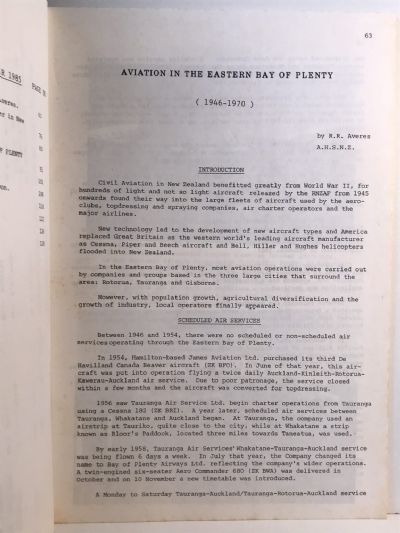 63
AVIATION IN THE EASTERN BAY OF PLENTY
( 1946-1970 )
by R.R. Averes
A.H.S.N.Z.
INTRODUCTION
Civil Aviation in New Zealand benefitted greatly from World War II, for
hundreds of light and not so light aircraft released by the RNZAF from 1945
onwards found their way into the large fleets of aircraft used by the aero-
clubs, topdressing and spraying companies, air charter operators and the
major airlines.
New technology led to the development of new aircraft types and America
replaced Great Britain as the western world's leading aircraft manufacturer
as Cessna, Piper and Beech aircraft and Bell, Hiller and Hughes helicopters
flooded into New Zealand.
In the Eastern Bay of Plenty, most aviation operations were carried out
by companies and groups based in the three large cities that surround the
area: Rotorua, Tauranga and Gisborne.
However, with population growth, agricultural diversification and the
growth of industry, local operators finally appeared.
SCHEDULED AIR SERVICES
Between 1946 and 1954, there were no scheduled or non-scheduled air
services operating through the Eastern Bay of Plenty.
In 1954, Hamilton-based James Aviation Ltd. purchased its third De
Havilland Canada Beaver aircraft (ZK BFO). In June of that year, this air-
craft was put into operation flying a twice daily Auckland-Kinleith-Rotorua-
Kawerau-Auckland air service. Due to poor patronage, the service closed
within a few months and the aircraft was converted for topdressing.
1956 saw Tauranga Air Service Ltd. begin charter operations from Tauranga
using a Cessna 180 (ZK BRZ). A year later, scheduled air services between
Tauranga, Whakatane and Auckland began. At Tauranga, the company used an
airstrip at Tauriko, quite close to the city, while at Whakatane a strip
known as Bloor's Paddock, located three miles towards Taneatua, was used.
By early 1958, Tauranga Air Services' Whakatane-Tauranga-Auckland service
was being flown 6 days a week. In July that year, the Company changed its
name to Bay of Plenty Airways Ltd. reflecting the company's wider operations.
A twin-engined six-seater Aero Commander 680 (ZK BWA) was delivered in
October and on 10 November a new timetable was introduced.
A Monday to Saturday Tauranga-Auckland/Tauranga-Rotorua-Auckland service
R 1985
PAGE
Averes.
er in New
PLENTY